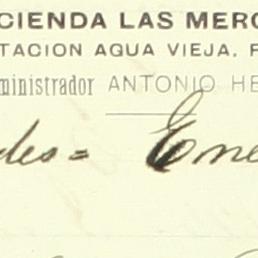 CIENDA LAS MERC
TACION AGUA VIEJA. F
ministrador ANTONIO HE
des= Ene